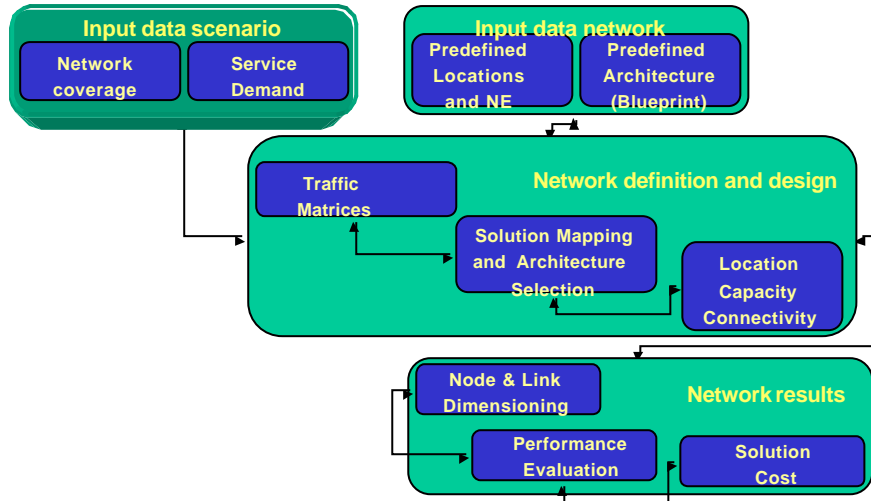 Input data scenario
Network
coverage
Service
Demand
Input data network
Predefined
Locations
and NE
Predefined
Architecture
(Blueprint)
Network definition and design
Traffic
Matrices
Solution Mapping
and Architecture
Selection
Location
Capacity
Connectivity
Network results
Node & Link
Dimensioning
Performance
Evaluation
Solution
Cost